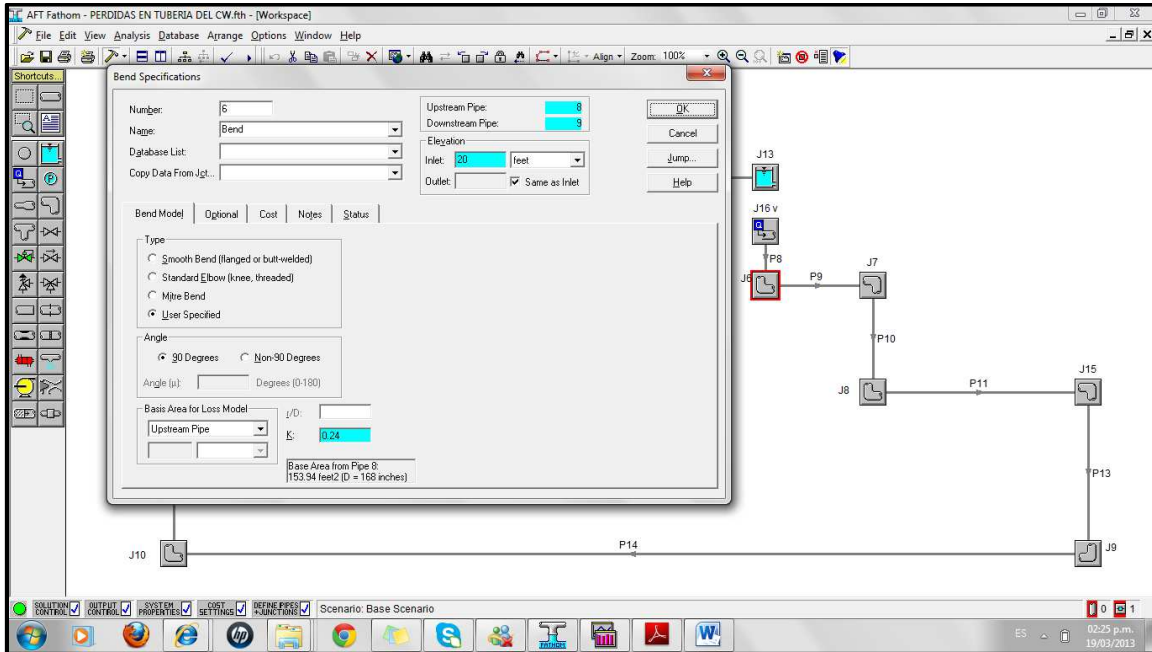 AFT Fathom - PERDIDAS EN TUBERIA DEL CW.fth - [Workspace]
File Edit View Analysis Database Arrange Options Window Help
Align Zoom: 100%
Shortcuts...
Bend Specifications
Number: 6
Name: Bend
Database List:
Copy Data From Jct...
Upstream Pipe: 8
Downstream Pipe: 9
Elevation
Inlet: 20 feet
Outlet: Same as Inlet
OK
Cancel
Jump...
Help
Bend Model Optional Cost Notes Status
Type
Smooth Bend (flanged or butt-welded)
Standard Elbow (knee, threaded)
Mitre Bend
User Specified
Angle
90 Degrees Non-90 Degrees
Angle (µ): Degrees (0-180)
Basis Area for Loss Model
Upstream Pipe
r/D:
K: 0.24
Base Area from Pipe 8:
153.94 feet2 (D = 168 inches)
J13
J16 v
P8
J6
P9
J7
P10
J8
P11
J15
P13
J10
P14
J9
SOLUTION CONTROL OUTPUT CONTROL SYSTEM PROPERTIES COST SETTINGS DEFINE PIPES +JUNCTIONS Scenario: Base Scenario 0 1
hp
FATHOM
W
ES
02:25 p.m.
19/03/2013